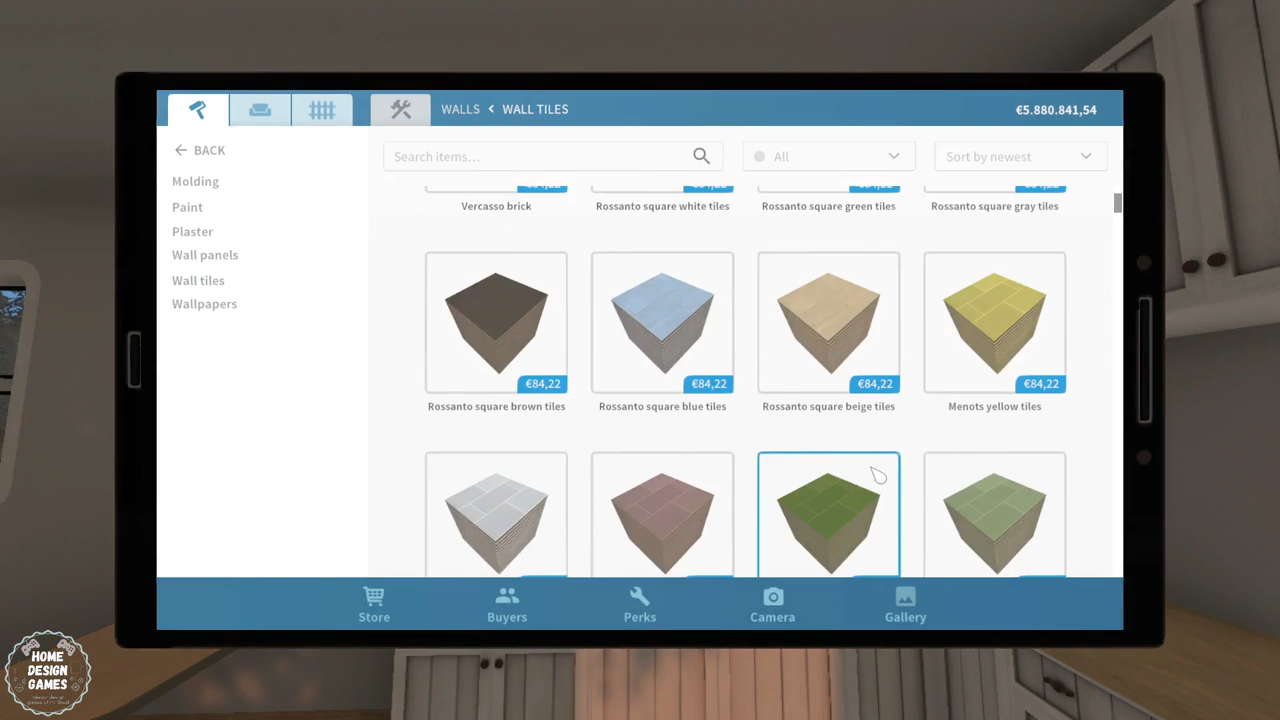 WALLS < WALL TILES
€5.880.841,54
BACK
Search items...
All
Sort by newest
Molding
Paint
Plaster
Wall panels
Wall tiles
Wallpapers
Vercasso brick
Rossanto square white tiles
Rossanto square green tiles
Rossanto square gray tiles
€84,22
€84,22
€84,22
€84,22
Rossanto square brown tiles
Rossanto square blue tiles
Rossanto square beige tiles
Menots yellow tiles
Store
Buyers
Perks
Camera
Gallery
HOME
DESIGN
GAMES